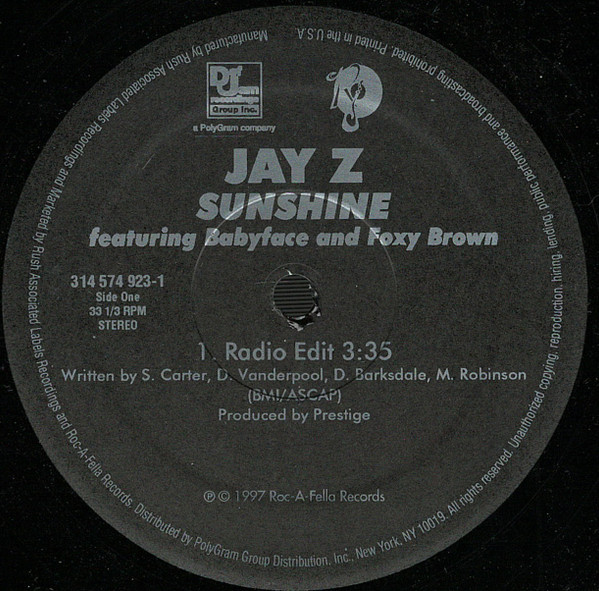 Def
Jam
recordings
Group Inc.
a PolyGram company
JAY Z
SUNSHINE
featuring Babyface and Foxy Brown
314 574 923-1
Side One
33 1/3 RPM
STEREO
1. Radio Edit 3:35
Written by S. Carter, D. Vanderpool, D. Barksdale, M. Robinson
(BMI/ASCAP)
Produced by Prestige
℗ © 1997 Roc-A-Fella Records
Manufactured by Rush Associated Labels Recordings and Marketed by Rush Associated Labels Recordings and Roc-A-Fella Records. Distributed by PolyGram Group Distribution, Inc., New York, NY 10019. All rights reserved. Unauthorized copying, reproduction, hiring, lending, public performance and broadcasting prohibited. Printed in the U.S.A.